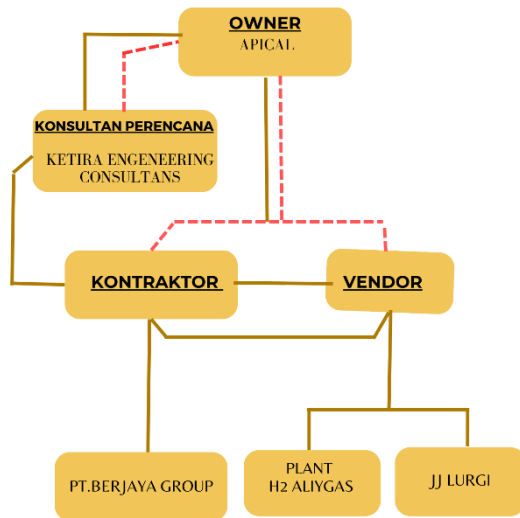 OWNER
APICAL
KONSULTAN PERENCANA
KETIRA ENGENEERING
CONSULTANS
KONTRAKTOR
VENDOR
PT.BERJAYA GROUP
PLANT
H2 ALIYGAS
JJ LURGI